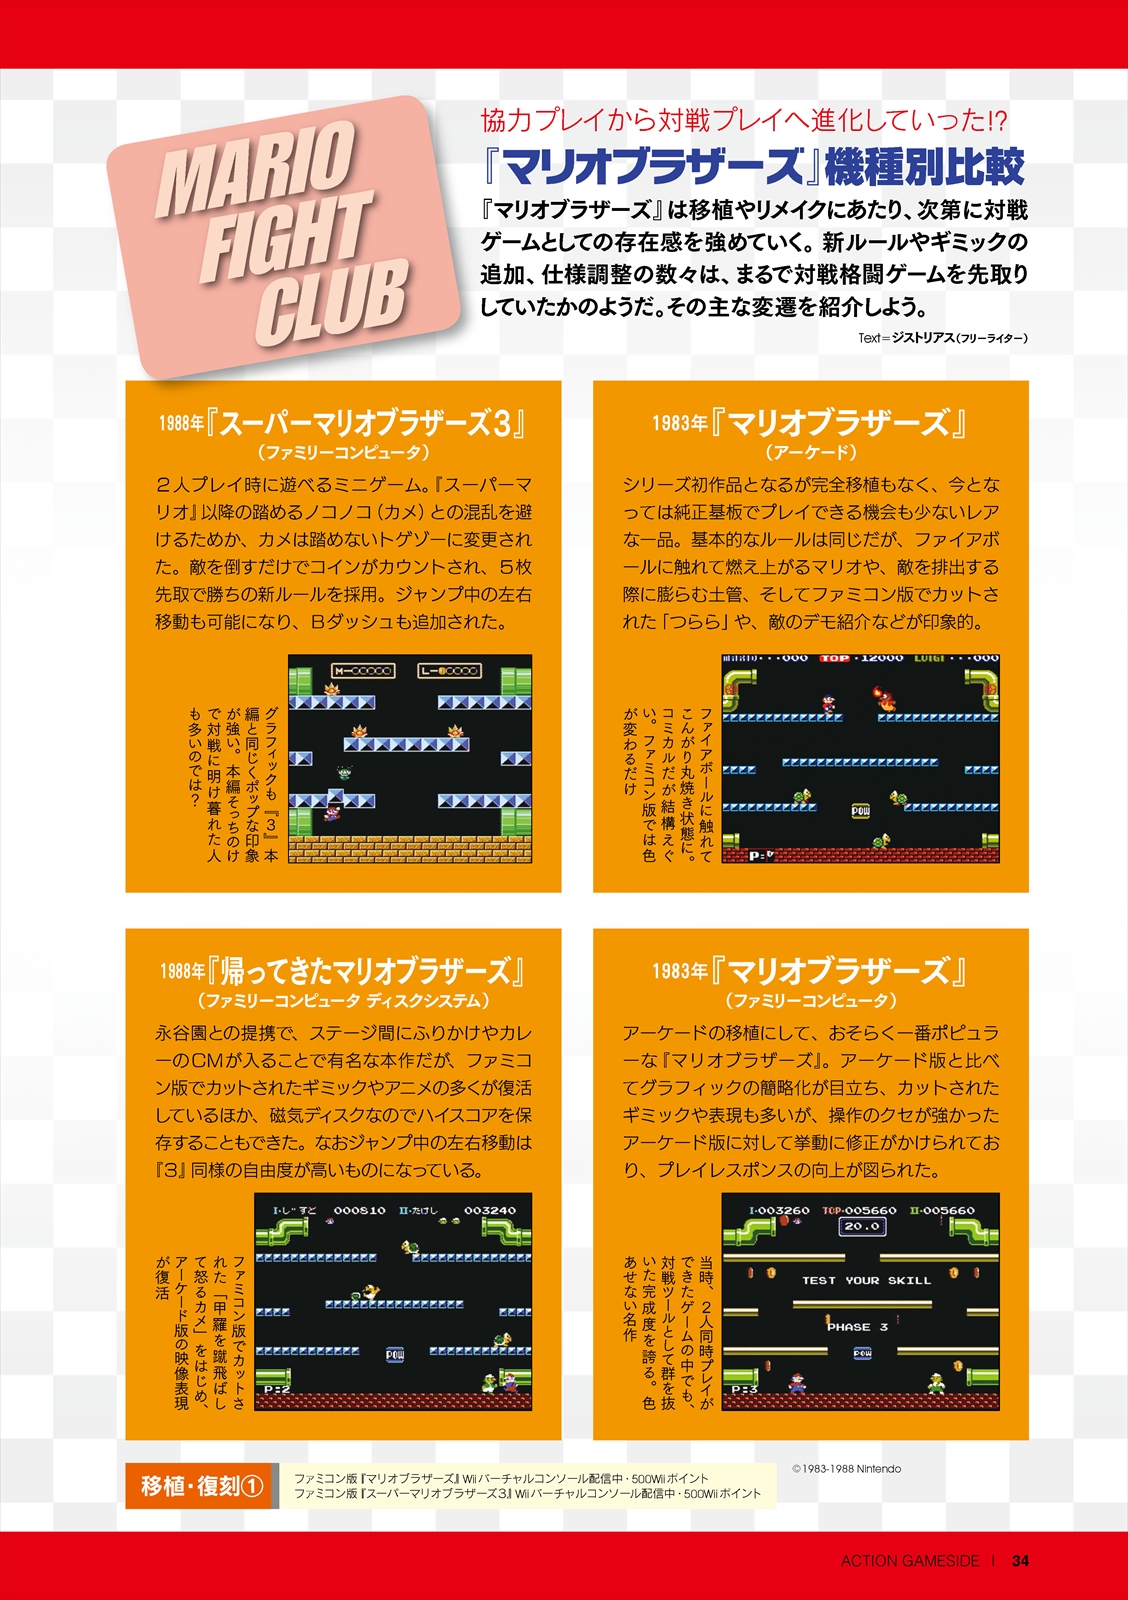 MARIO
FIGHT
CLUB
協力プレイから対戦プレイへ進化していった!?
『マリオブラザーズ』機種別比較
『マリオブラザーズ』は移植やリメイクにあたり、次第に対戦
ゲームとしての存在感を強めていく。新ルールやギミックの
追加、仕様調整の数々は、まるで対戦格闘ゲームを先取り
していたかのようだ。その主な変遷を紹介しよう。
Text=ジストリアス(フリーライター)
1983年『マリオブラザーズ』
(アーケード)
シリーズ初作品となるが完全移植もなく、今とな
っては純正基板でプレイできる機会も少ないレア
な一品。基本的なルールは同じだが、ファイアボ
ールに触れて燃え上がるマリオや、敵を排出する
際に膨らむ土管、そしてファミコン版でカットさ
れた「つらら」や、敵のデモ紹介などが印象的。
ファイアボールに触れて
こんがり丸焼き状態に。
コミカルだが結構えぐ
い。ファミコン版では色
が変わるだけ
000 TOP ・12000 LUIGI ・・・000
POW
P=
1983年『マリオブラザーズ』
(ファミリーコンピュータ)
アーケードの移植にして、おそらく一番ポピュラ
ーな『マリオブラザーズ』。アーケード版と比べ
てグラフィックの簡略化が目立ち、カットされた
ギミックや表現も多いが、操作のクセが強かった
アーケード版に対して挙動に修正がかけられてお
り、プレイレスポンスの向上が図られた。
当時、2人同時プレイが
できたゲームの中でも、
対戦ツールとして群を抜
いた完成度を誇る。色
あせない名作
I-003260 TOP-005660 II-005660
20.0
TEST YOUR SKILL
PHASE 3
POW
P=3
1988年『スーパーマリオブラザーズ3』
(ファミリーコンピュータ)
2人プレイ時に遊べるミニゲーム。『スーパーマ
リオ』以降の踏めるノコノコ(カメ)との混乱を避
けるためか、カメは踏めないトゲゾーに変更され
た。敵を倒すだけでコインがカウントされ、5枚
先取で勝ちの新ルールを採用。ジャンプ中の左右
移動も可能になり、Bダッシュも追加された。
グラフィックも『3』本
編と同じくポップな印象
が強い。本編そっちのけ
で対戦に明け暮れた人
も多いのでは?
M-
L-
1988年『帰ってきたマリオブラザーズ』
(ファミリーコンピュータ ディスクシステム)
永谷園との提携で、ステージ間にふりかけやカレ
ーのCMが入ることで有名な本作だが、ファミコ
ン版でカットされたギミックやアニメの多くが復活
しているほか、磁気ディスクなのでハイスコアを保
存することもできた。なおジャンプ中の左右移動は
『3』同様の自由度が高いものになっている。
ファミコン版でカットさ
れた「甲羅を蹴飛ばし
て怒るカメ」をはじめ、
アーケード版の映像表現
が復活
I-じすど 000810 II-たけし 003240
POW
P=2
移植・復刻①
ファミコン版『マリオブラザーズ』Wiiバーチャルコンソール配信中・500Wiiポイント
ファミコン版『スーパーマリオブラザーズ3』Wiiバーチャルコンソール配信中・500Wiiポイント
©1983-1988 Nintendo
ACTION GAMESIDE | 34